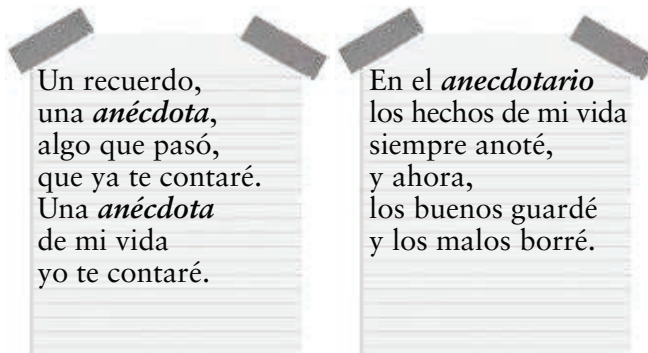 Un recuerdo,
una anécdota,
algo que pasó,
que ya te contaré.
Una anécdota
de mi vida
yo te contaré.
En el anecdotario
los hechos de mi vida
siempre anoté,
y ahora,
los buenos guardé
y los malos borré.